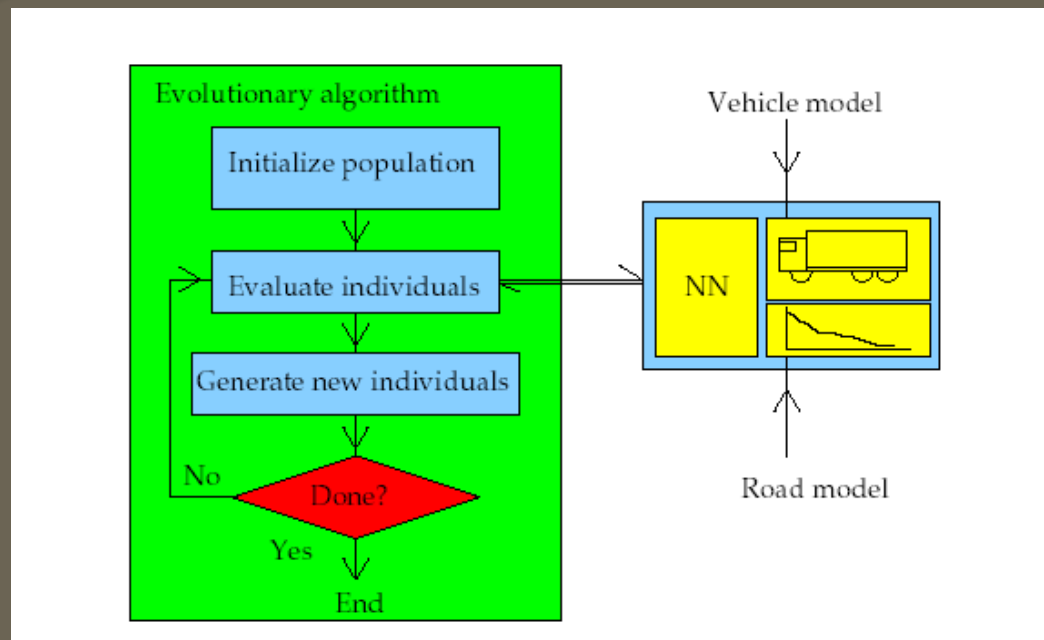 Evolutionary algorithm
Initialize population
Evaluate individuals
Generate new individuals
No
Done?
Yes
End
Vehicle model
NN
Road model